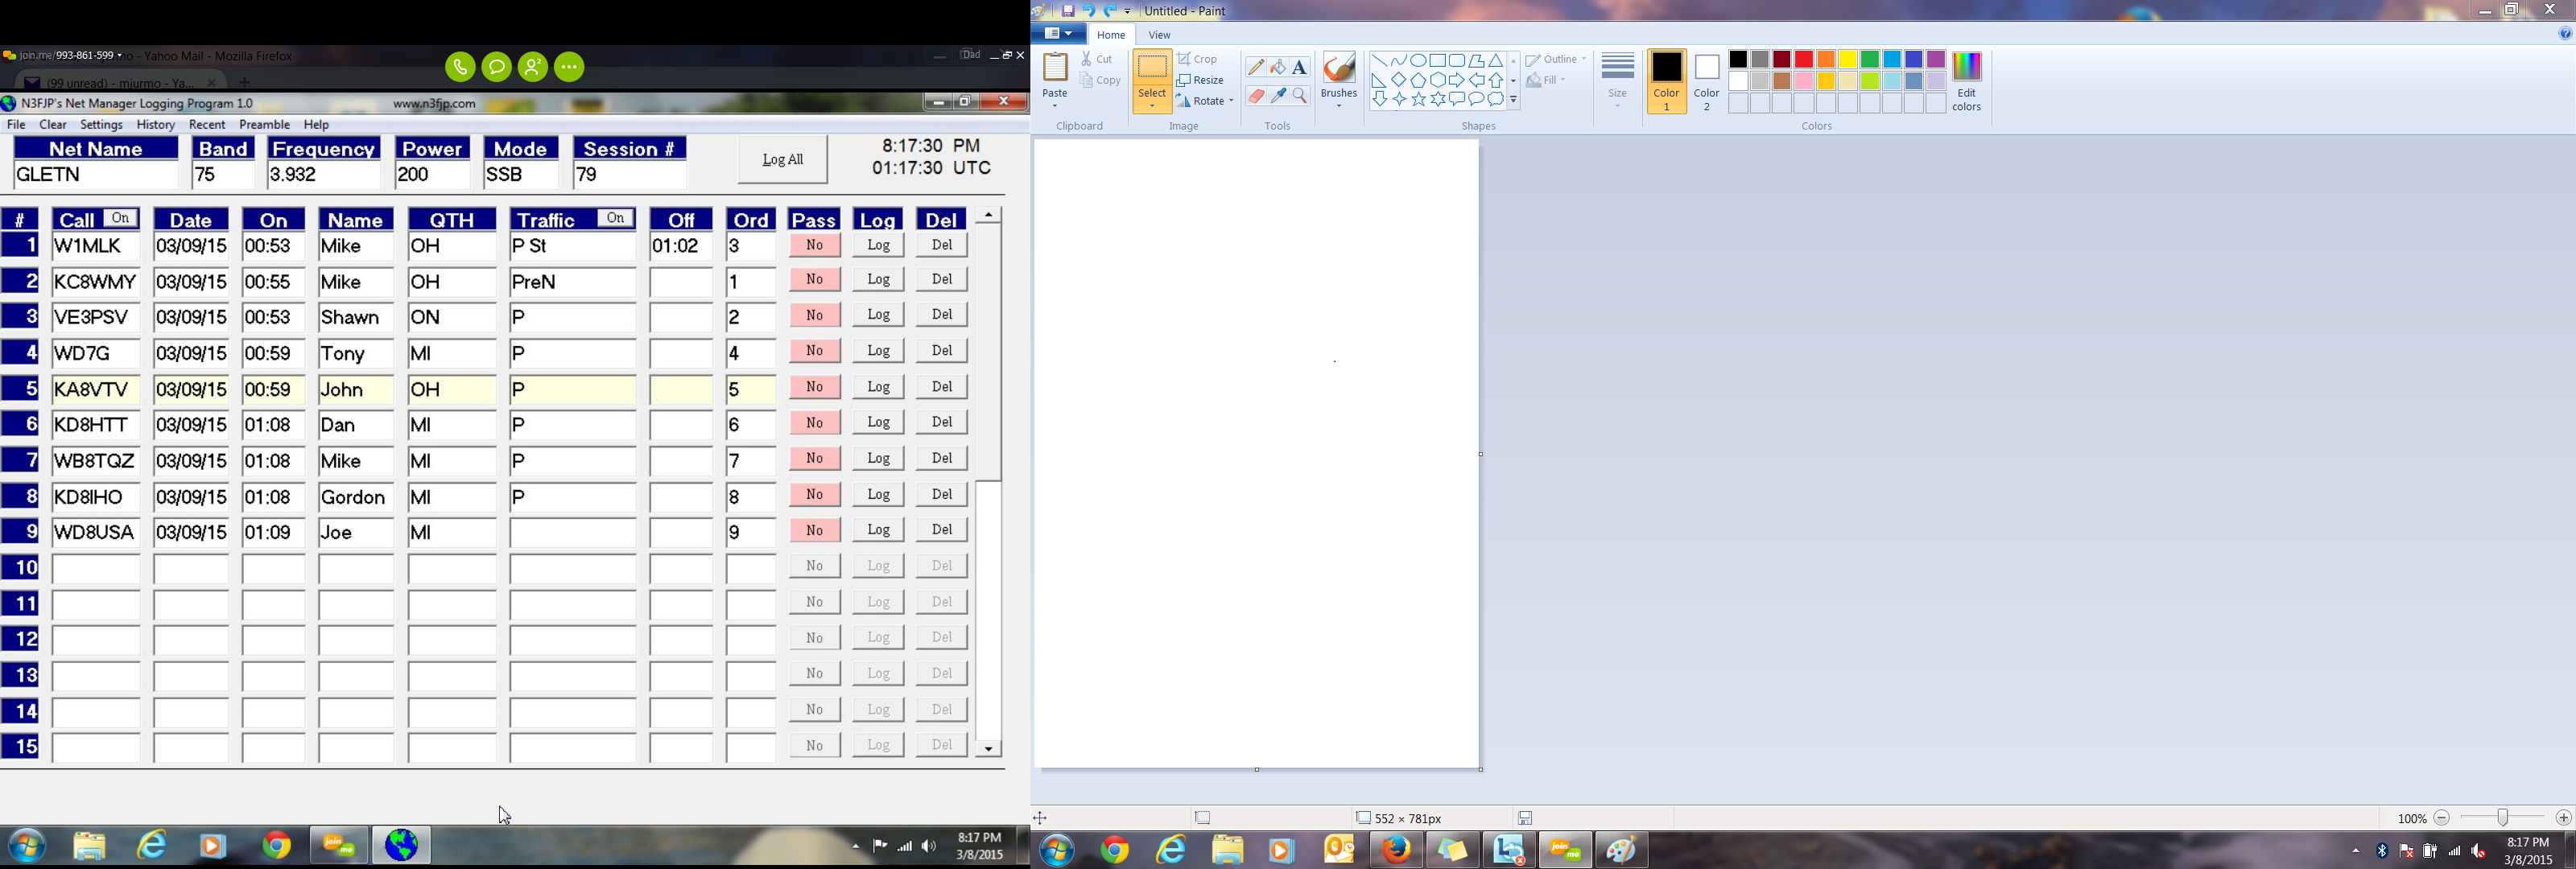 join.me/993-861-599
mo - Yahoo Mail - Mozilla Firefox
Dad
(99 unread) - mjurmo - Ya...
N3FJP's Net Manager Logging Program 1.0 www.n3fjp.com
File Clear Settings History Recent Preamble Help
Net Name Band Frequency Power Mode Session #
GLETN 75 3.932 200 SSB 79
Log All
8:17:30 PM
01:17:30 UTC
# Call On Date On Name QTH Traffic On Off Ord Pass Log Del
1 W1MLK 03/09/15 00:53 Mike OH P St 01:02 3 No Log Del
2 KC8WMY 03/09/15 00:55 Mike OH PreN 1 No Log Del
3 VE3PSV 03/09/15 00:53 Shawn ON P 2 No Log Del
4 WD7G 03/09/15 00:59 Tony MI P 4 No Log Del
5 KA8VTV 03/09/15 00:59 John OH P 5 No Log Del
6 KD8HTT 03/09/15 01:08 Dan MI P 6 No Log Del
7 WB8TQZ 03/09/15 01:08 Mike MI P 7 No Log Del
8 KD8IHO 03/09/15 01:08 Gordon MI P 8 No Log Del
9 WD8USA 03/09/15 01:09 Joe MI 9 No Log Del
10 No Log Del
11 No Log Del
12 No Log Del
13 No Log Del
14 No Log Del
15 No Log Del
join me
8:17 PM
3/8/2015
Untitled - Paint
Home View
Paste
Cut
Copy
Clipboard
Select
Crop
Resize
Rotate
Image
A
Tools
Brushes
Outline
Fill
Shapes
Size
Color 1
Color 2
Edit colors
Colors
552 × 781px
100%
join me
8:17 PM
3/8/2015